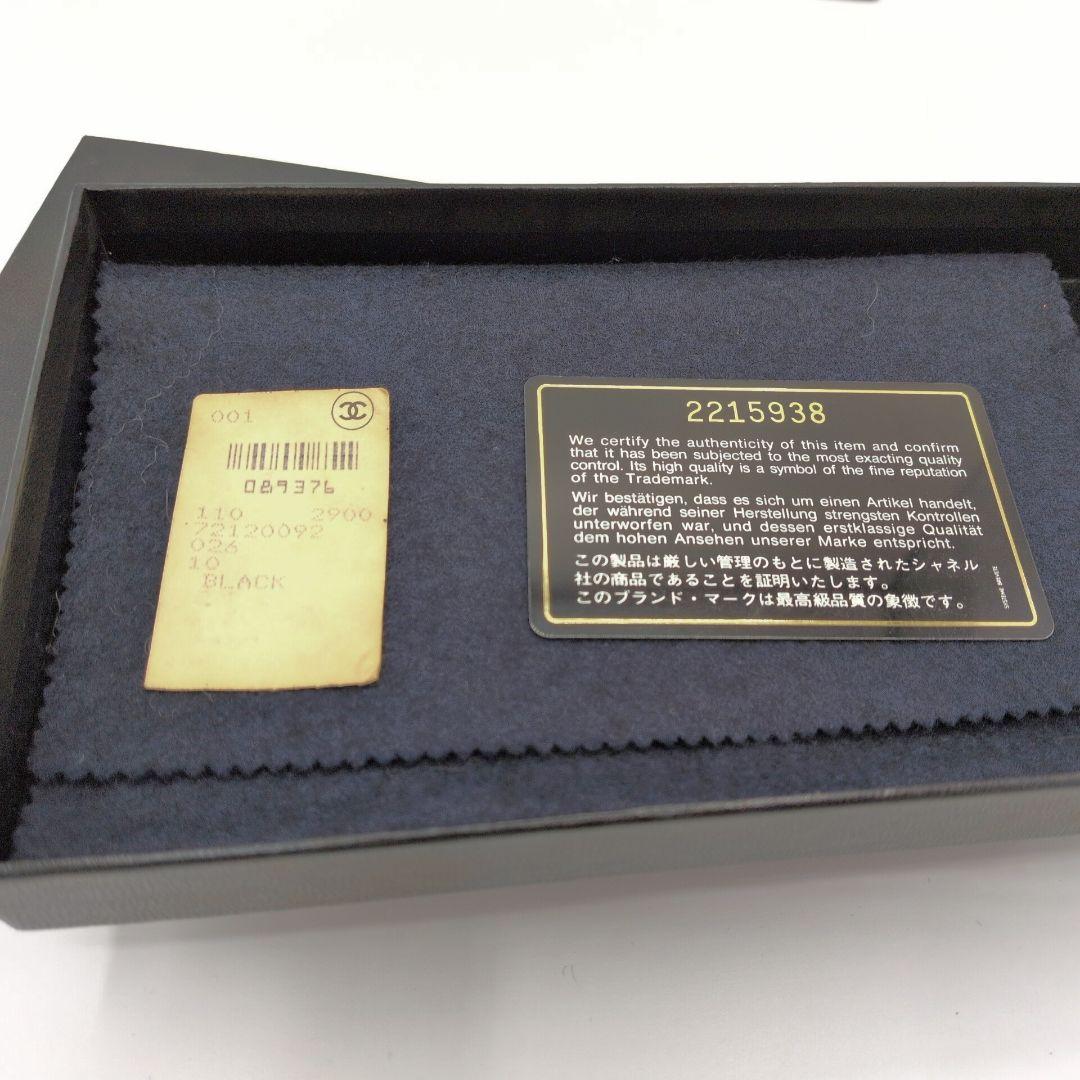 001
089376
110 2900
72120092
026
10
BLACK
2215938
We certify the authenticity of this item and confirm
that it has been subjected to the most exacting quality
control. Its high quality is a symbol of the fine reputation
of the Trademark.
Wir bestätigen, dass es sich um einen Artikel handelt,
der während seiner Herstellung strengsten Kontrollen
unterworfen war, und dessen erstklassige Qualität
dem hohen Ansehen unserer Marke entspricht.
この製品は厳しい管理のもとに製造されたシャネル
社の商品であることを証明いたします。
このブランド・マークは最高級品質の象徴です。
SYSTEME BREVETE